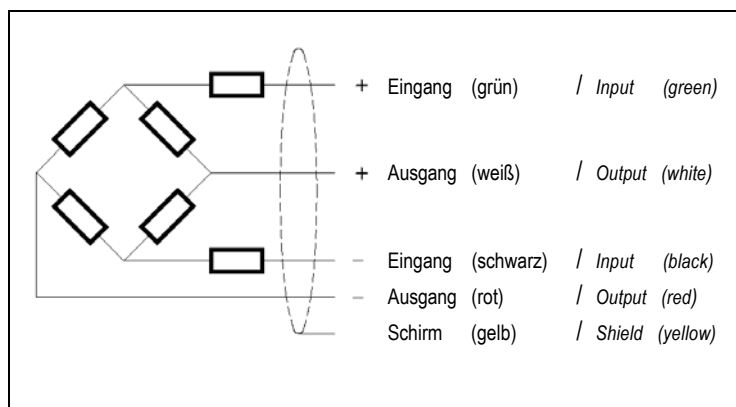 + Eingang (grün) / Input (green)
+ Ausgang (weiß) / Output (white)
– Eingang (schwarz) / Input (black)
– Ausgang (rot) / Output (red)
Schirm (gelb) / Shield (yellow)